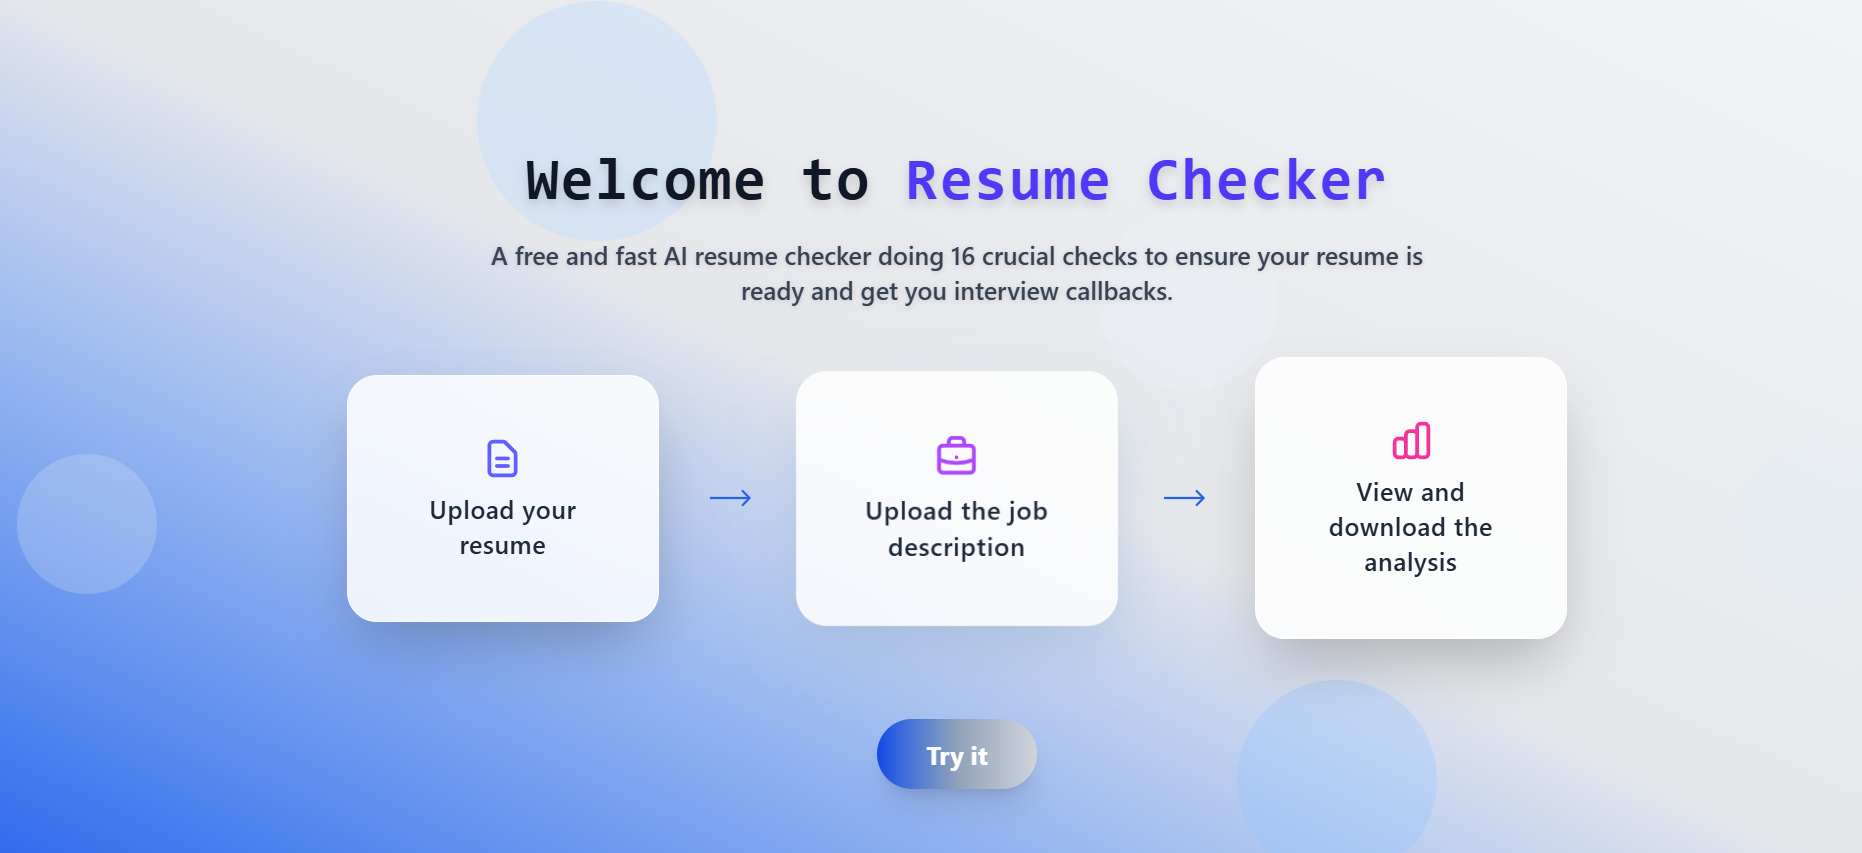 Welcome to Resume Checker
A free and fast AI resume checker doing 16 crucial checks to ensure your resume is
ready and get you interview callbacks.
Upload your
resume
Upload the job
description
View and
download the
analysis
Try it